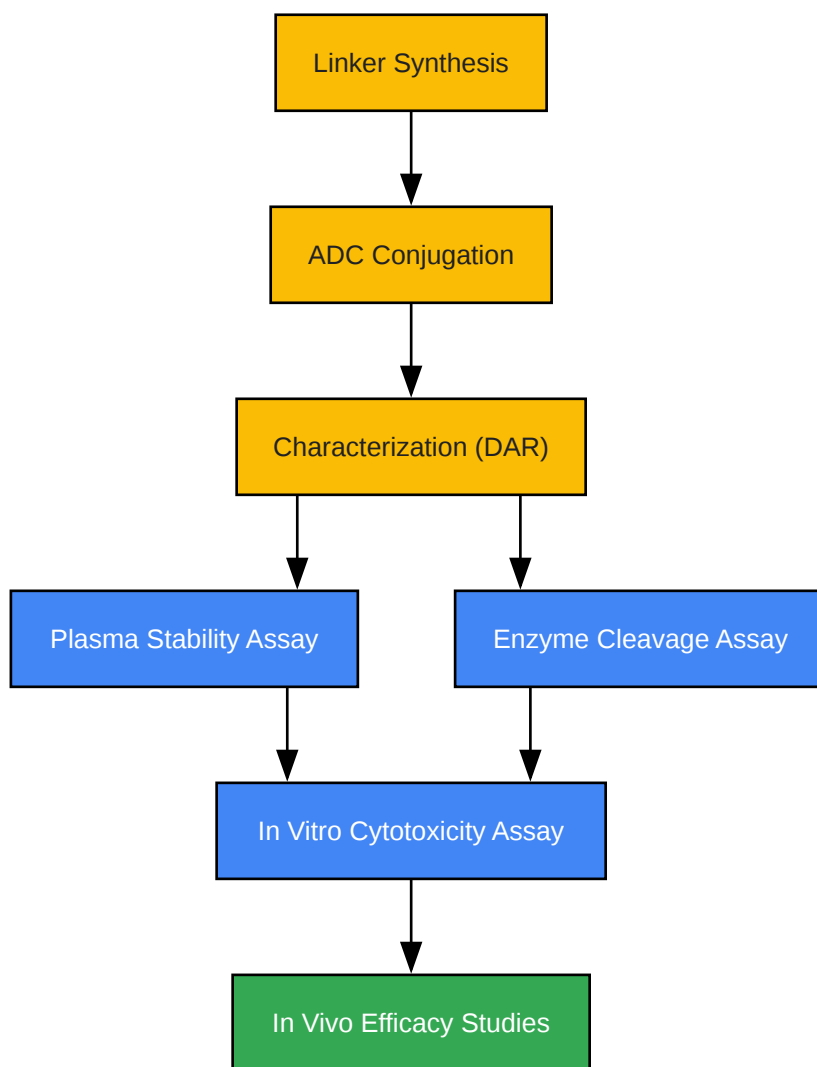 Linker Synthesis
ADC Conjugation
Characterization (DAR)
Plasma Stability Assay
Enzyme Cleavage Assay
In Vitro Cytotoxicity Assay
In Vivo Efficacy Studies